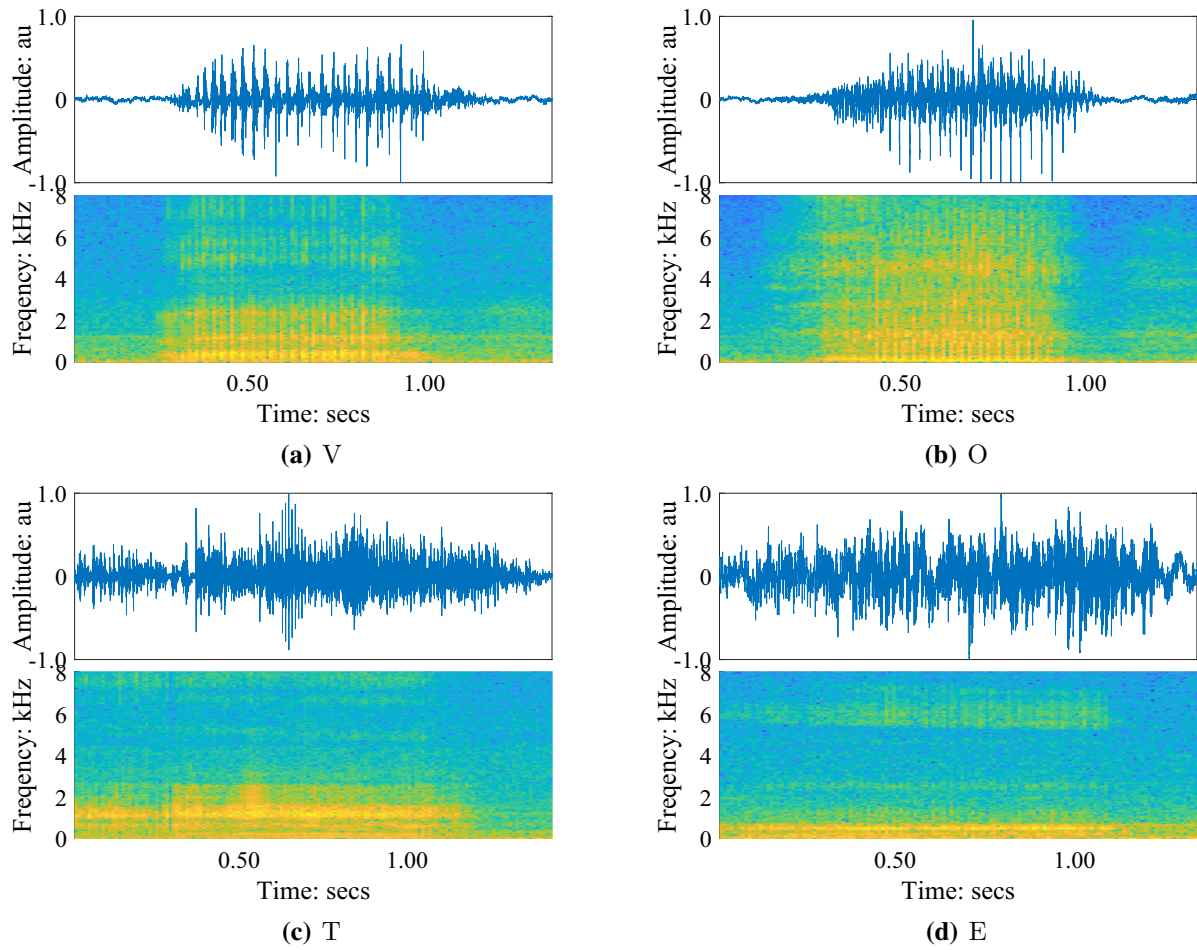 1.0
0
-1.0
Amplitude: au
8
6
4
2
0
Freqency: kHz
0.50 1.00
Time: secs
(a) V
1.0
0
-1.0
Amplitude: au
8
6
4
2
0
Freqency: kHz
0.50 1.00
Time: secs
(b) O
1.0
0
-1.0
Amplitude: au
8
6
4
2
0
Freqency: kHz
0.50 1.00
Time: secs
(c) T
1.0
0
-1.0
Amplitude: au
8
6
4
2
0
Freqency: kHz
0.50 1.00
Time: secs
(d) E